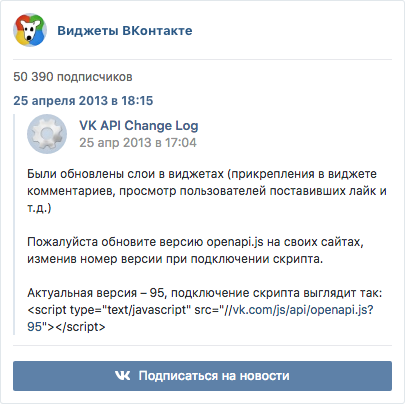 Виджеты ВКонтакте
50 390 подписчиков
25 апреля 2013 в 18:15
VK API Change Log
25 апр 2013 в 17:04
Были обновлены слои в виджетах (прикрепления в виджете
комментариев, просмотр пользователей поставивших лайк и
т.д.)
Пожалуйста обновите версию openapi.js на своих сайтах,
изменив номер версии при подключении скрипта.
Актуальная версия – 95, подключение скрипта выглядит так:
<script type="text/javascript" src="//vk.com/js/api/openapi.js?
95"></script>
Подписаться на новости